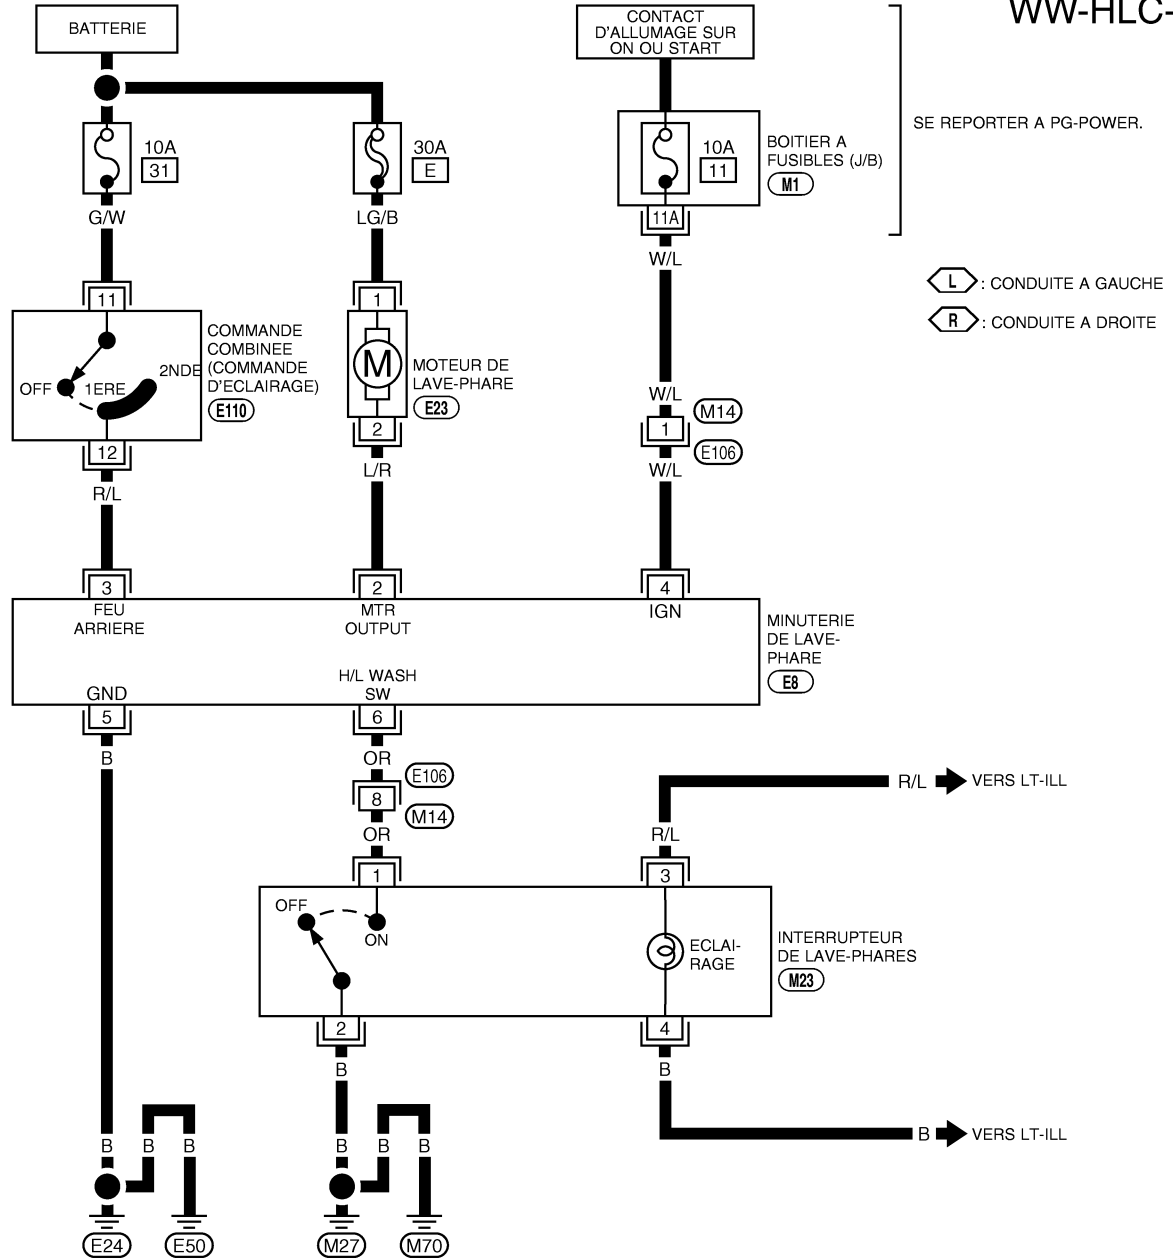 WW-HLC-
BATTERIE
CONTACT
D'ALLUMAGE SUR
ON OU START
SE REPORTER A PG-POWER.
10A
31
30A
E
10A
11
BOITIER A
FUSIBLES (J/B)
M1
G/W
LG/B
11A
W/L
L : CONDUITE A GAUCHE
R : CONDUITE A DROITE
11
1
COMMANDE
COMBINEE
(COMMANDE
D'ECLAIRAGE)
E110
OFF
1ERE
2NDE
M
MOTEUR DE
LAVE-PHARE
E23
W/L
M14
1
E106
12
2
R/L
L/R
W/L
3
2
4
FEU
ARRIERE
MTR
OUTPUT
IGN
MINUTERIE
DE LAVE-
PHARE
E8
GND
H/L WASH
SW
5
6
B
OR
E106
8
M14
OR
R/L
VERS LT-ILL
R/L
1
3
OFF
ON
ECLAI-
RAGE
INTERRUPTEUR
DE LAVE-PHARES
M23
2
4
B
B
B
VERS LT-ILL
B
B
B
B
B
B
E24
E50
M27
M70